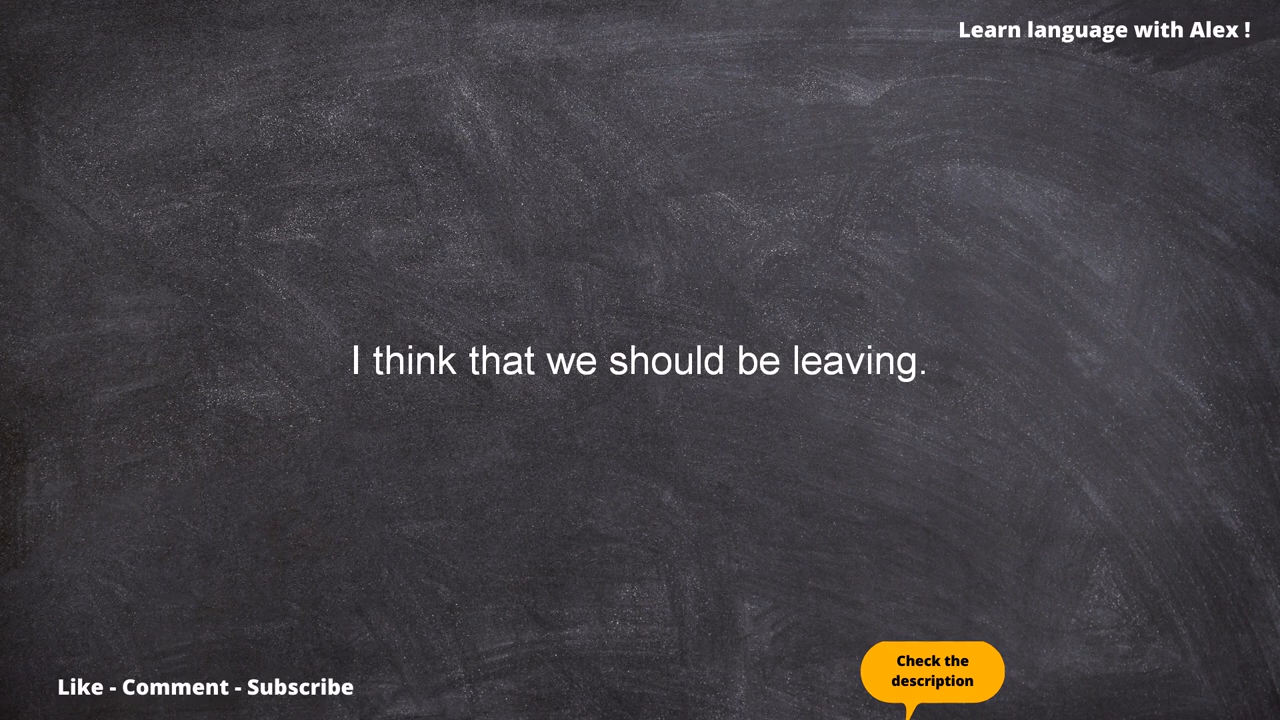 Learn language with Alex !
I think that we should be leaving.
Check the
description
Like - Comment - Subscribe